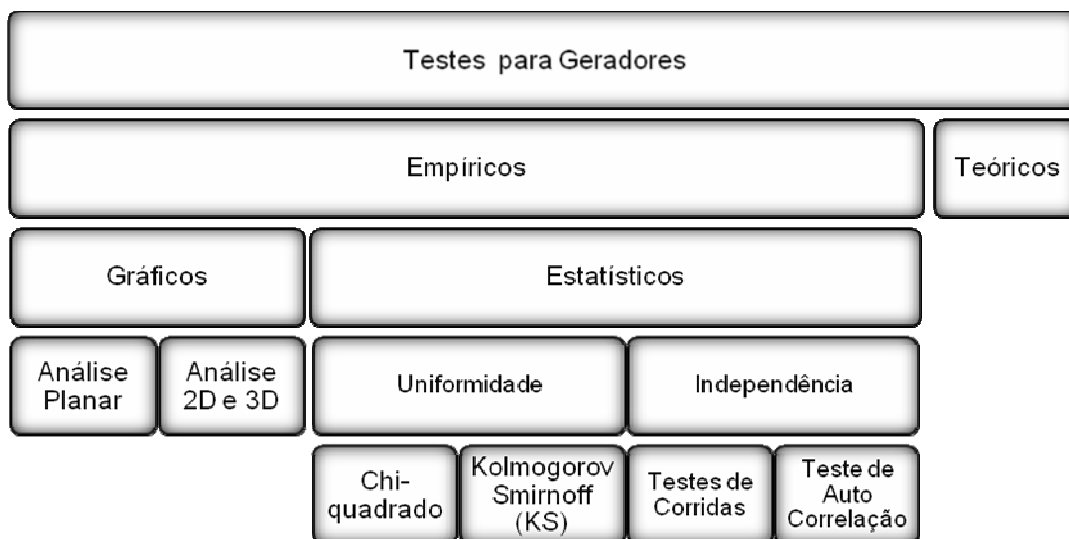 Testes para Geradores
Empíricos
Teóricos
Gráficos
Estatísticos
Análise
Planar
Análise
2D e 3D
Uniformidade
Independência
Chi-
quadrado
Kolmogorov
Smirnoff
(KS)
Testes de
Corridas
Teste de
Auto
Correlação